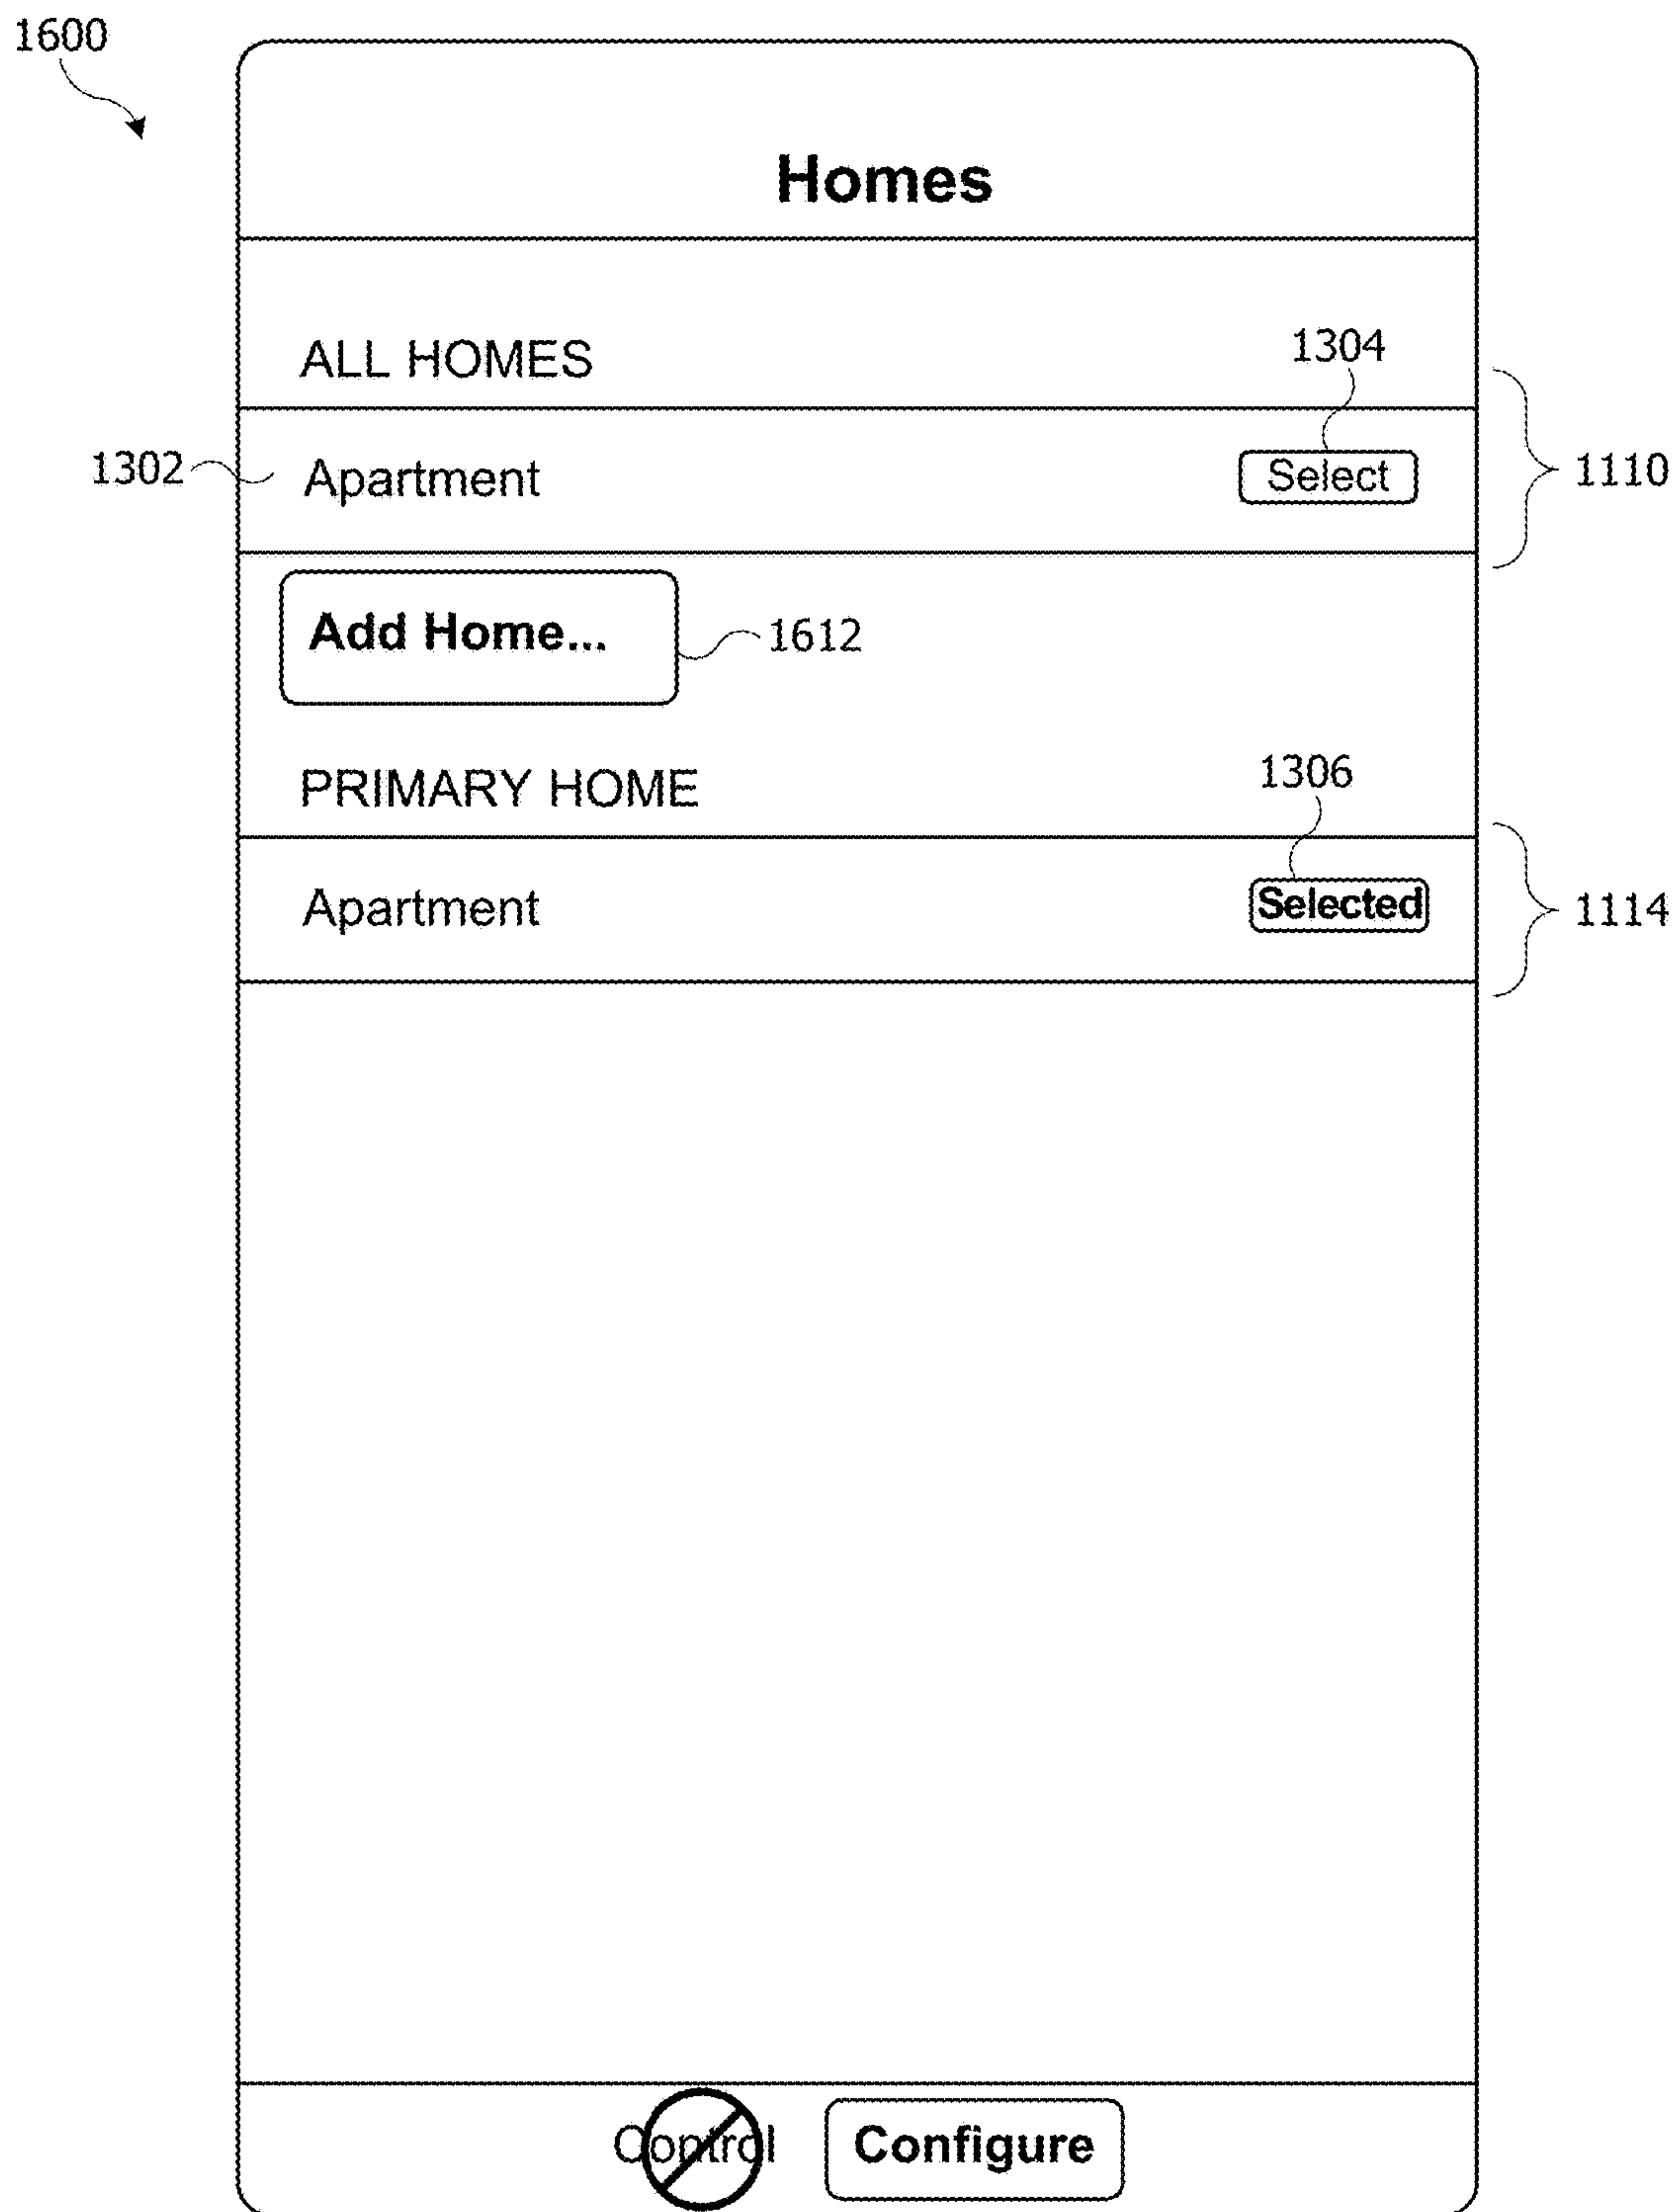 1600
Homes
ALL HOMES
1304
1302
Apartment
Select
1110
Add Home...
1612
PRIMARY HOME
1306
Apartment
Selected
1114
Control
Configure